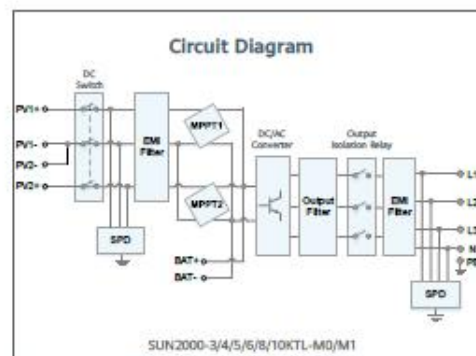 Circuit Diagram
DC
Switch
PV1+
PV1-
PV2-
PV2+
EMI
Filter
MPPT1
MPPT2
SPD
BAT+
BAT-
DC/AC
Converter
Output
Filter
Output
Isolation Relay
EMI
Filter
L1
L2
L3
N
PE
SPD
SUN2000-3/4/5/6/8/10KTL-M0/M1